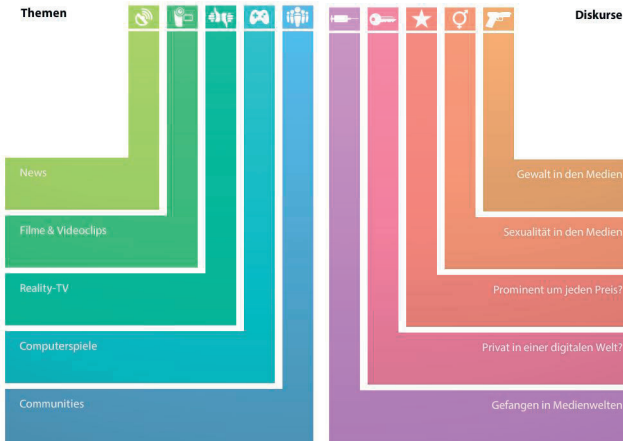 Themen
Diskurse
News
Filme & Videoclips
Reality-TV
Computerspiele
Communities
Gewalt in den Medien
Sexualität in den Medien
Prominent um jeden Preis?
Privat in einer digitalen Welt?
Gefangen in Medienwelten